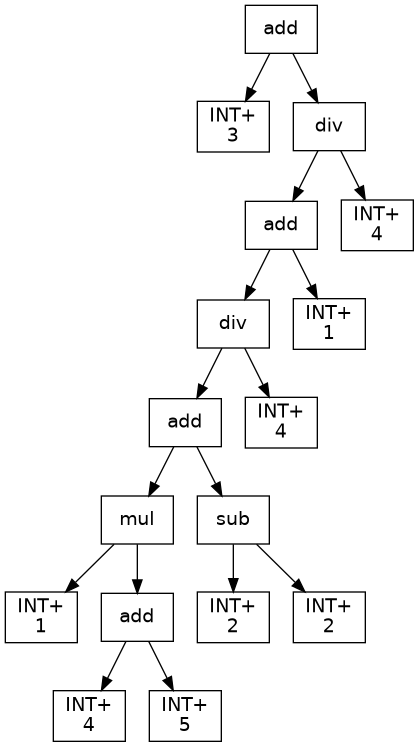 add
INT+
3
div
add
INT+
4
div
INT+
1
add
INT+
4
mul
sub
INT+
1
add
INT+
2
INT+
2
INT+
4
INT+
5